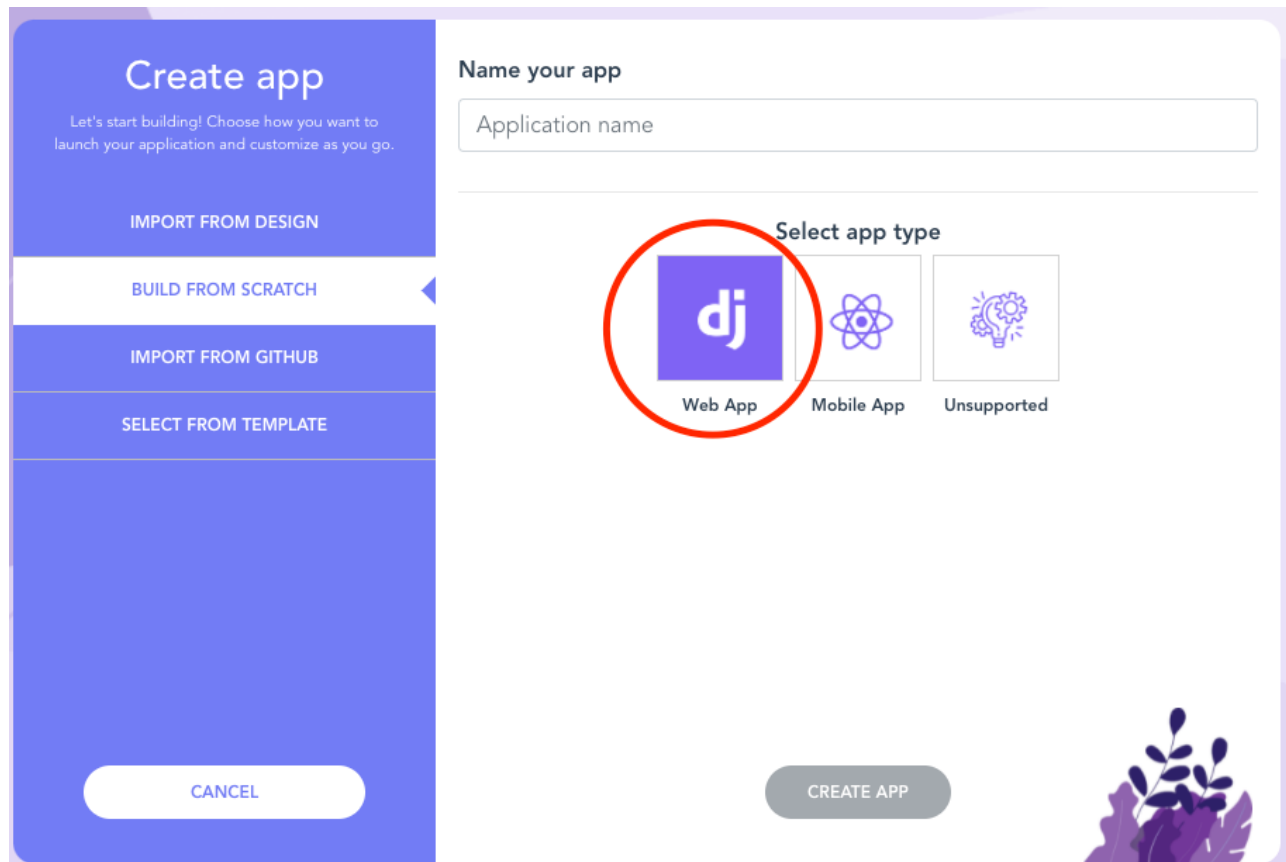 Create app
Let's start building! Choose how you want to
launch your application and customize as you go.
IMPORT FROM DESIGN
BUILD FROM SCRATCH
IMPORT FROM GITHUB
SELECT FROM TEMPLATE
CANCEL
Name your app
Application name
Select app type
dj
Web App
Mobile App
Unsupported
CREATE APP